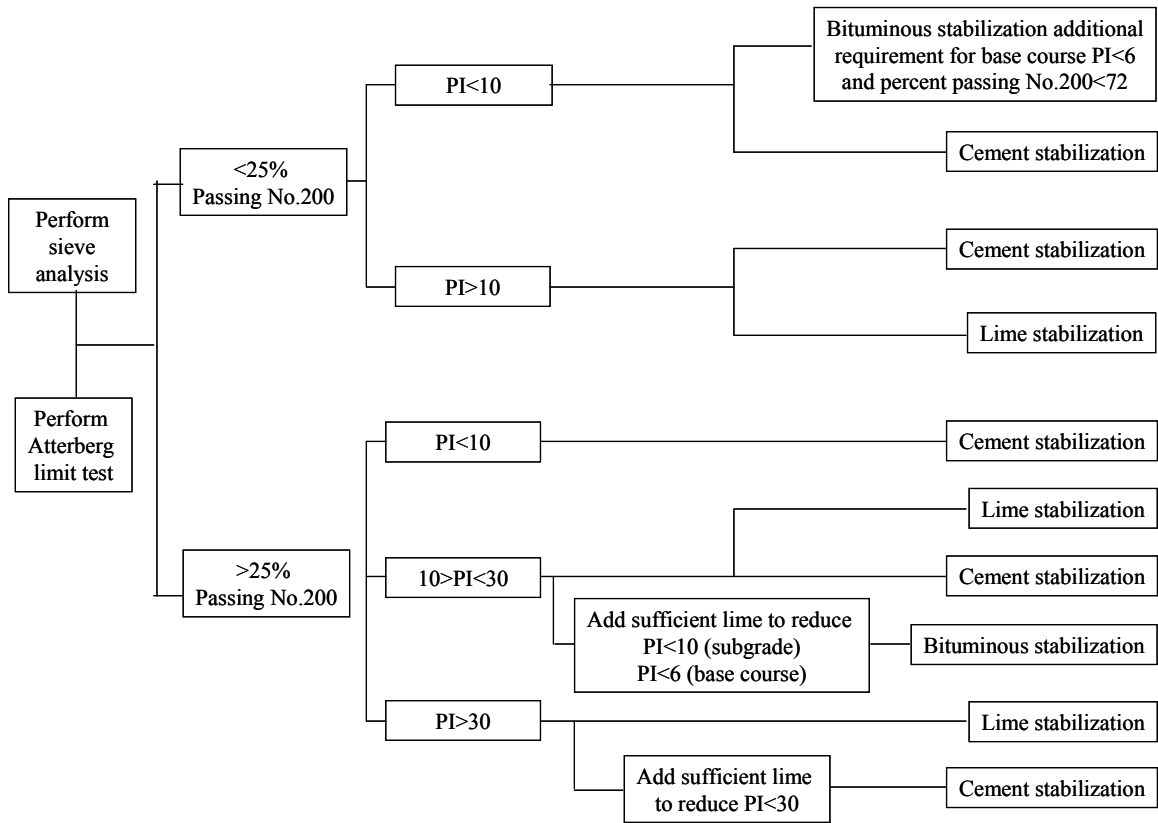 Perform
sieve
analysis
Perform
Atterberg
limit test
<25%
Passing No.200
PI<10
Bituminous stabilization additional
requirement for base course PI<6
and percent passing No.200<72
Cement stabilization
PI>10
Cement stabilization
Lime stabilization
>25%
Passing No.200
PI<10
Cement stabilization
10>PI<30
Lime stabilization
Cement stabilization
Add sufficient lime to reduce
PI<10 (subgrade)
PI<6 (base course)
Bituminous stabilization
PI>30
Lime stabilization
Add sufficient lime
to reduce PI<30
Cement stabilization